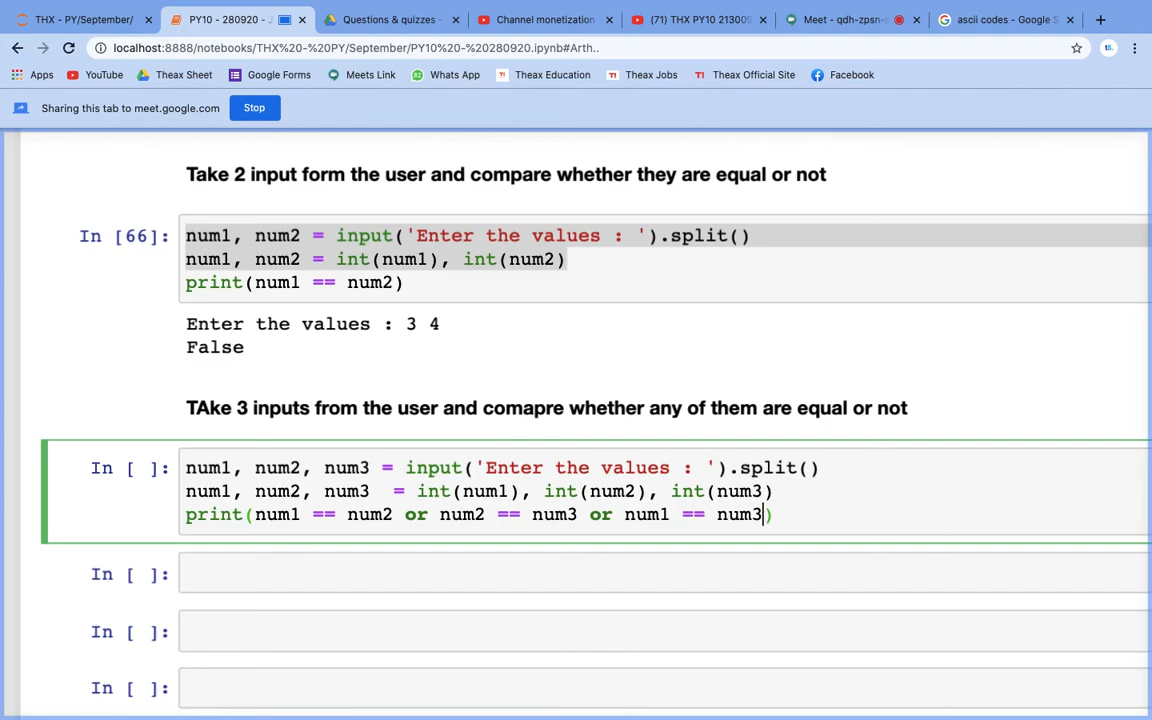 THX - PY/September/
PY10 - 280920 - J
Questions & quizzes -
Channel monetization
(71) THX PY10 213009
Meet - qdh-zpsn-
ascii codes - Google S
localhost:8888/notebooks/THX%20-%20PY/September/PY10%20-%20280920.ipynb#Arth..
Apps
YouTube
Theax Sheet
Google Forms
Meets Link
Whats App
Theax Education
Theax Jobs
Theax Official Site
Facebook
Sharing this tab to meet.google.com
Stop
Take 2 input form the user and compare whether they are equal or not
In [66]:
num1, num2 = input('Enter the values : ').split()
num1, num2 = int(num1), int(num2)
print(num1 == num2)
Enter the values : 3 4
False
TAke 3 inputs from the user and comapre whether any of them are equal or not
In [ ]:
num1, num2, num3 = input('Enter the values : ').split()
num1, num2, num3  = int(num1), int(num2), int(num3)
print(num1 == num2 or num2 == num3 or num1 == num3)
In [ ]:
In [ ]:
In [ ]: